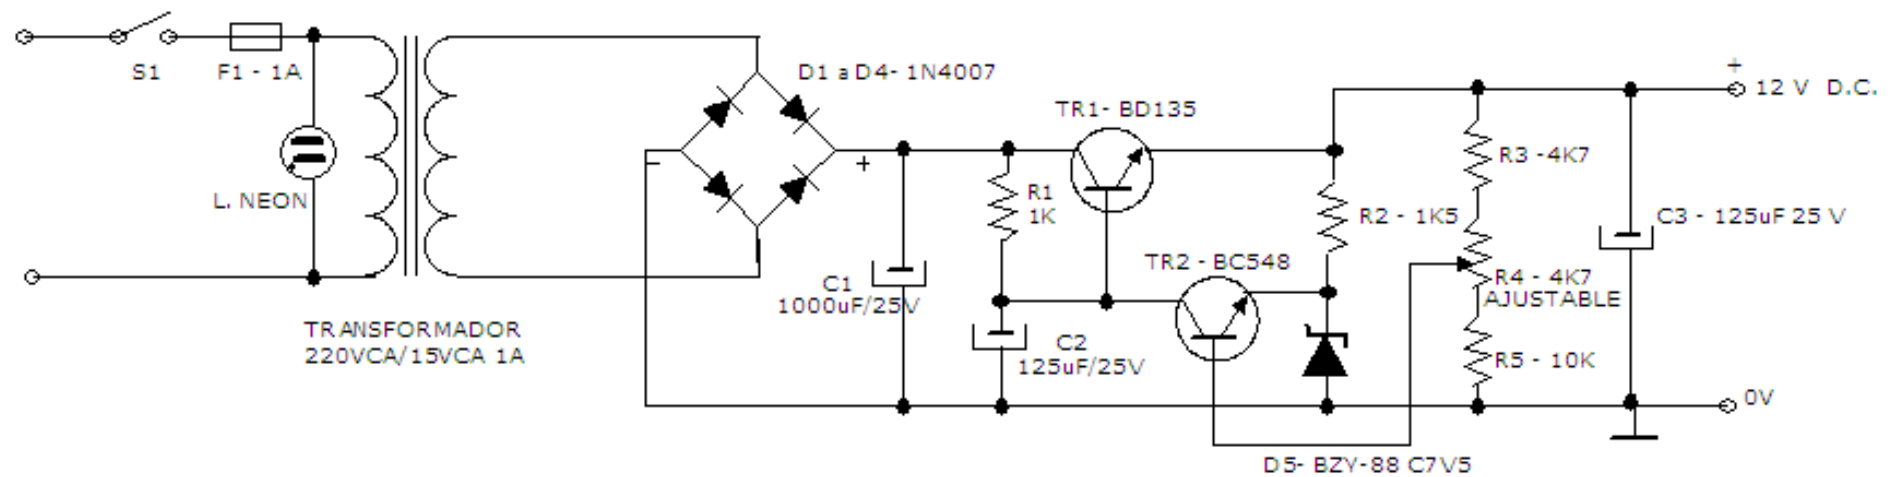 S1
F1 - 1A
L. NEON
TRANSFORMADOR
220VCA/15VCA 1A
D1 a D4- 1N4007
-
+
C1
1000uF/25V
R1
1K
C2
125uF/25V
TR1- BD135
TR2 - BC548
R2 - 1K5
D5- BZY-88 C7V5
R3 -4K7
R4 - 4K7
AJUSTABLE
R5 - 10K
C3 - 125uF 25 V
+
12 V D.C.
0V